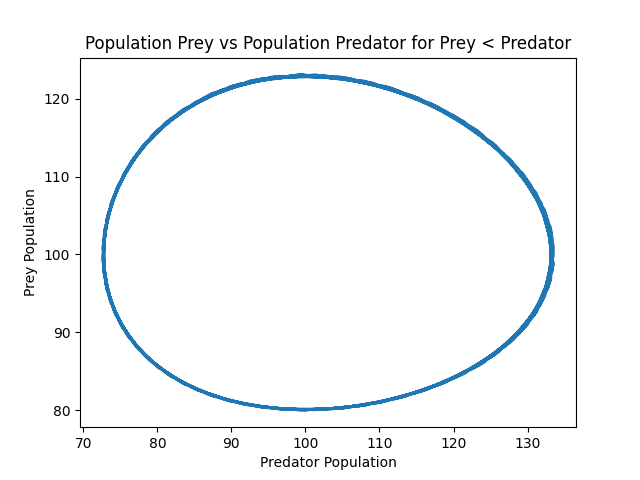 Population Prey vs Population Predator for Prey < Predator
120
110
100
90
80
Prey Population
70 80 90 100 110 120 130
Predator Population